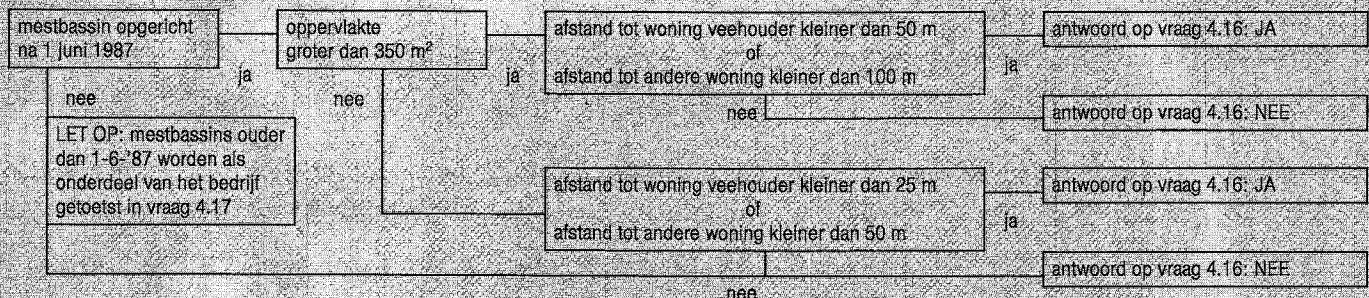 mestbassin opgericht
na 1 juni 1987
ja
nee
LET OP: mestbassins ouder
dan 1-6-'87 worden als
onderdeel van het bedrijf
getoetst in vraag 4.17
oppervlakte
groter dan 350 m²
ja
nee
afstand tot woning veehouder kleiner dan 50 m
of
afstand tot andere woning kleiner dan 100 m
ja
nee
antwoord op vraag 4.16: JA
antwoord op vraag 4.16: NEE
afstand tot woning veehouder kleiner dan 25 m
of
afstand tot andere woning kleiner dan 50 m
ja
nee
antwoord op vraag 4.16: JA
antwoord op vraag 4.16: NEE